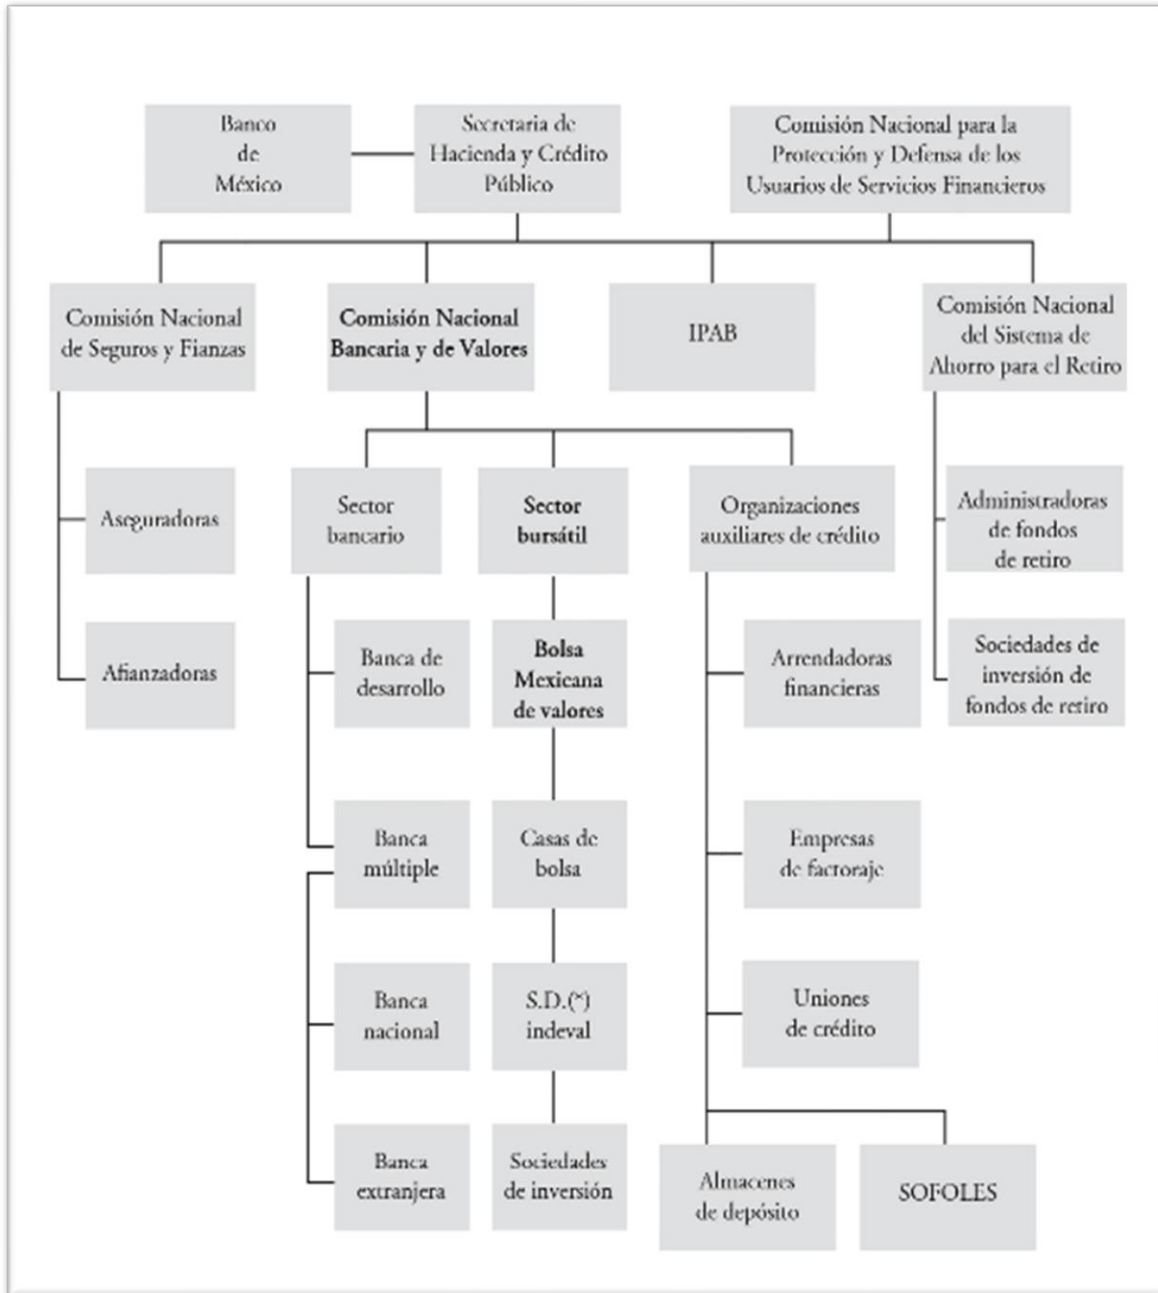 Banco
de
México
Secretaria de
Hacienda y Crédito
Público
Comisión Nacional para la
Protección y Defensa de los
Usuarios de Servicios Financieros
Comisión Nacional
de Seguros y Fianzas
Comisión Nacional
Bancaria y de Valores
IPAB
Comisión Nacional
del Sistema de
Ahorro para el Retiro
Aseguradoras
Afianzadoras
Sector
bancario
Banca de
desarrollo
Banca
múltiple
Banca
nacional
Banca
extranjera
Sector
bursátil
Bolsa
Mexicana
de valores
Casas de
bolsa
S.D.(*)
indeval
Sociedades
de inversión
Organizaciones
auxiliares de crédito
Arrendadoras
financieras
Empresas
de factoraje
Uniones
de crédito
Almacenes
de depósito
SOFOLES
Administradoras
de fondos
de retiro
Sociedades de
inversión de
fondos de retiro